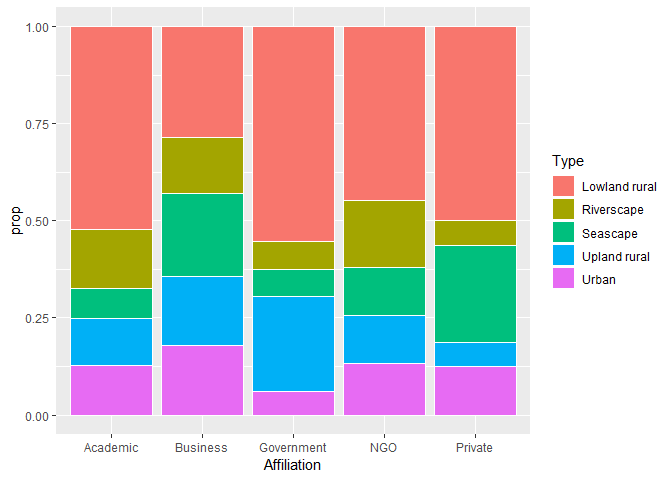 1.00
0.75
0.50
0.25
0.00
prop
Academic
Business
Government
NGO
Private
Affiliation
Type
Lowland rural
Riverscape
Seascape
Upland rural
Urban